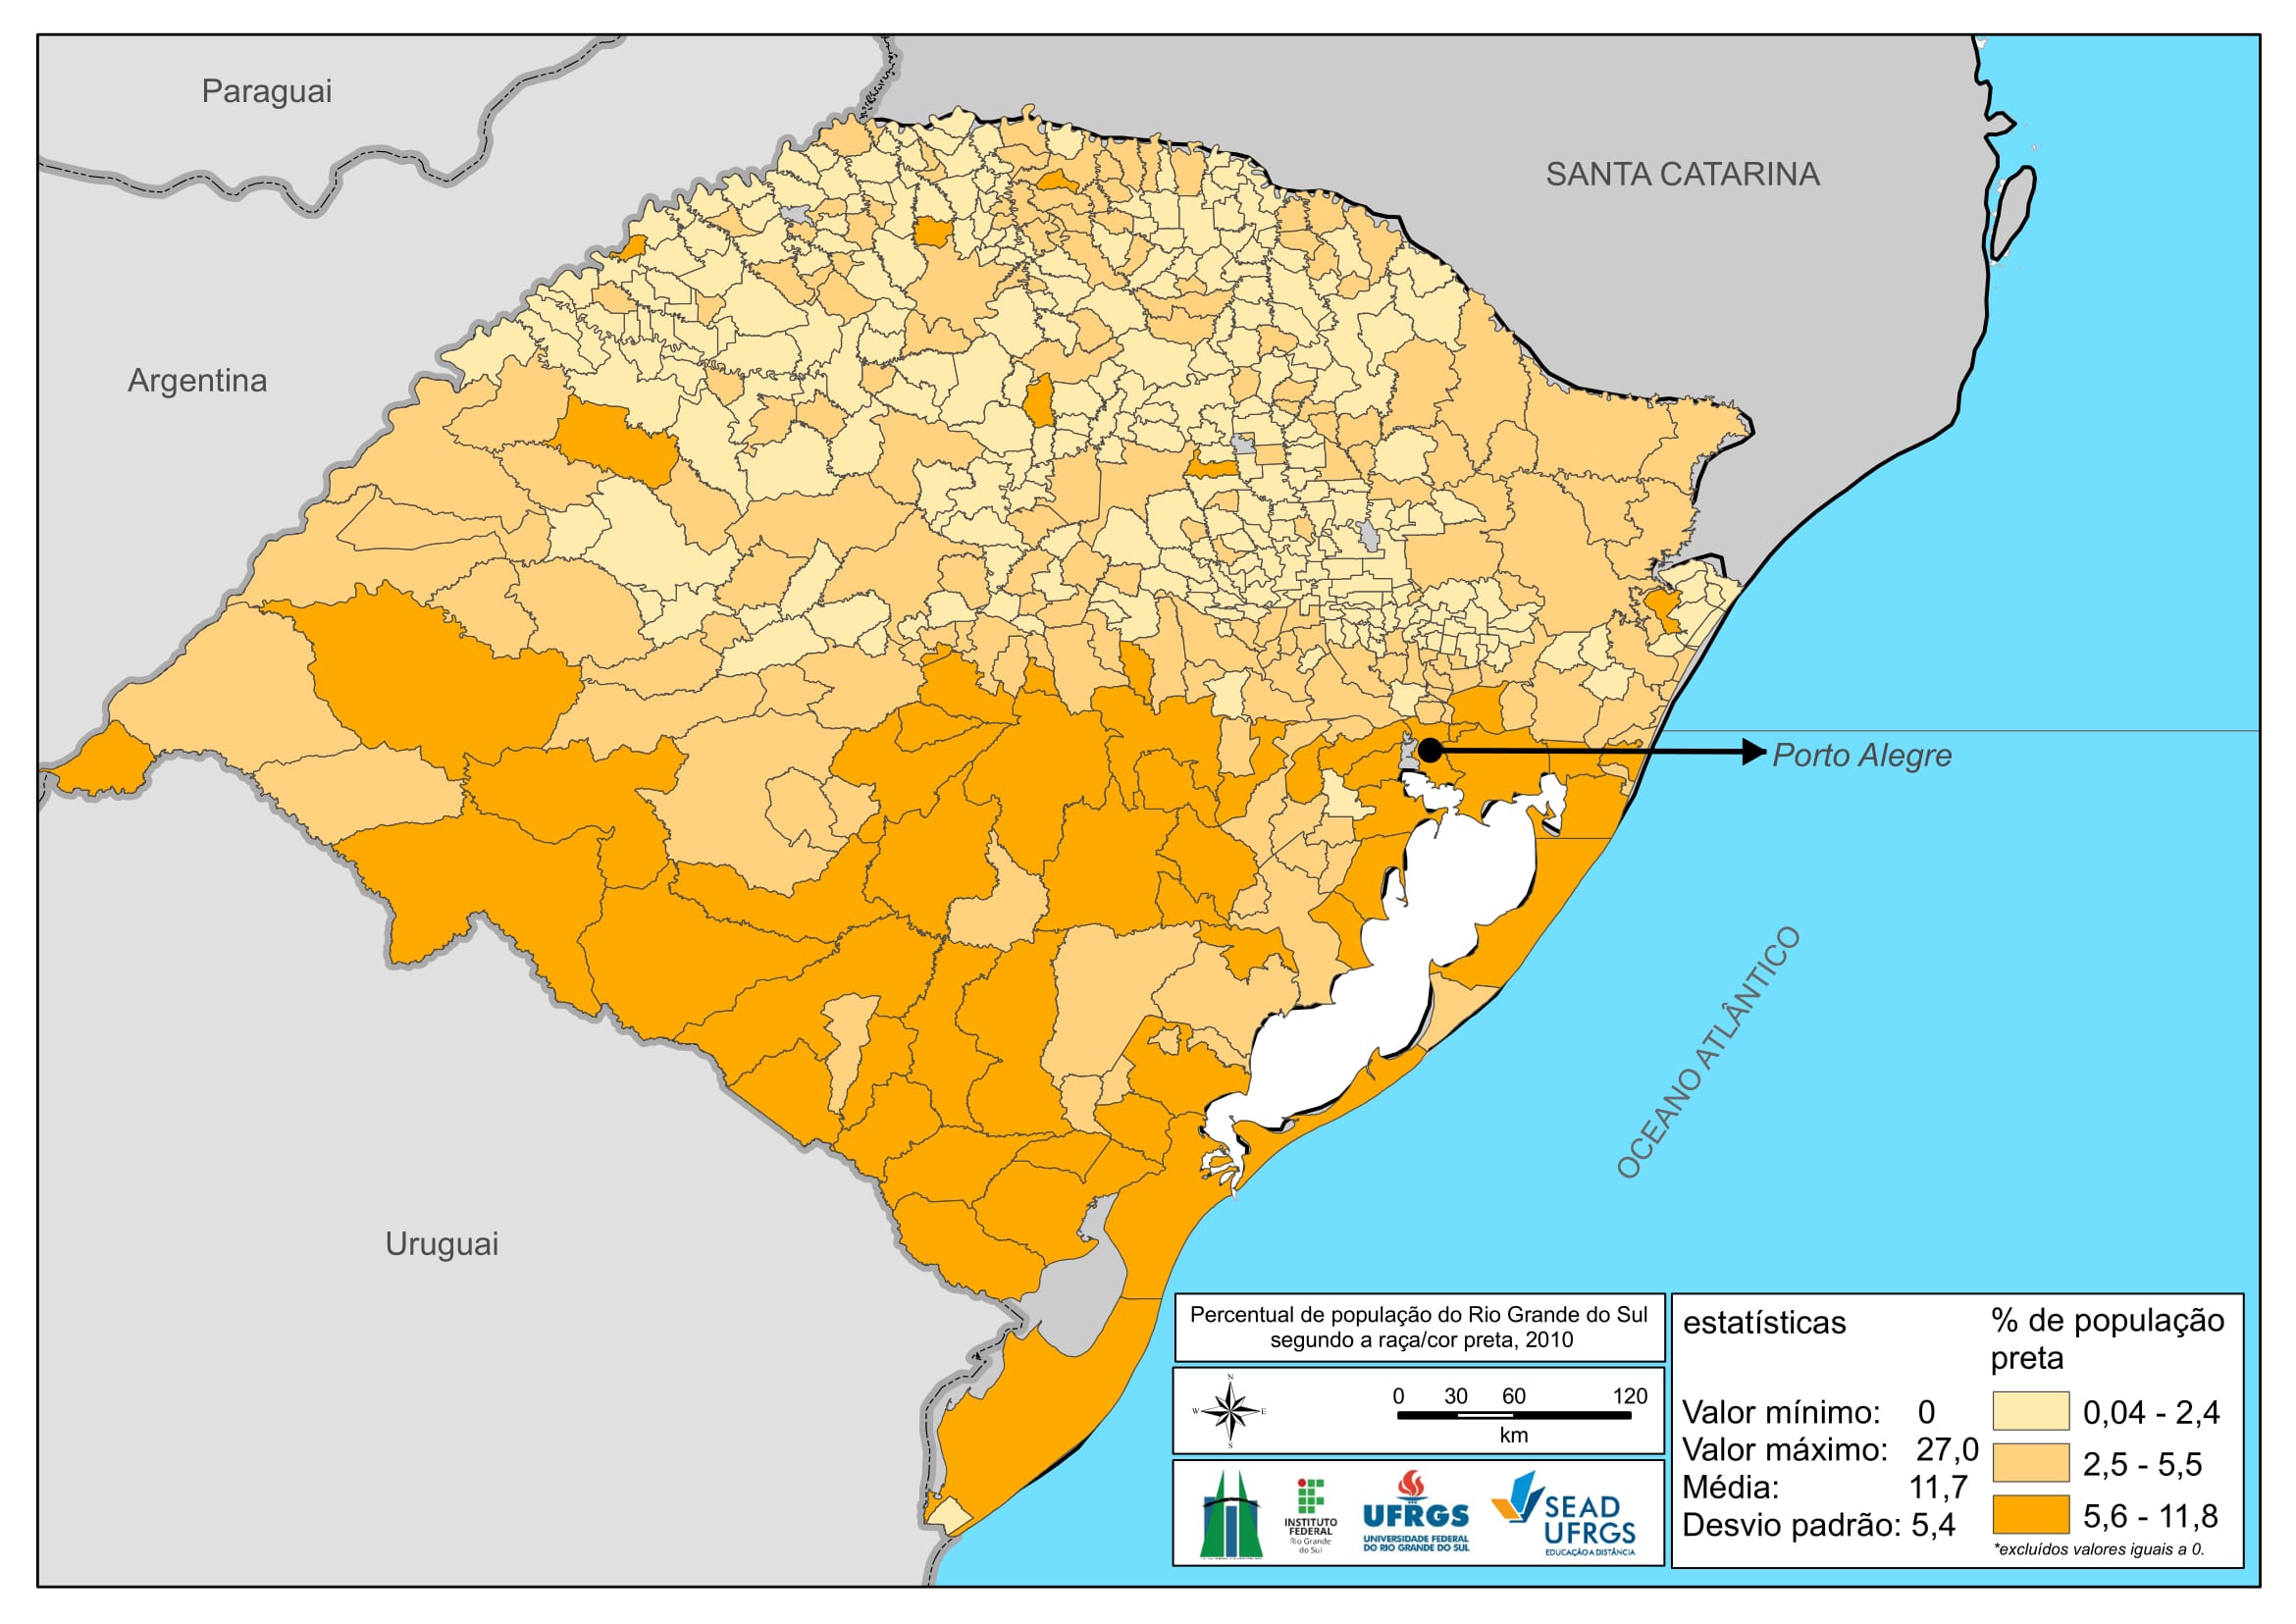 Paraguai
SANTA CATARINA
Argentina
Porto Alegre
OCEANO ATLÂNTICO
Uruguai
Percentual de população do Rio Grande do Sul
segundo a raça/cor preta, 2010
N
W E
S
0 30 60 120
km
INSTITUTO
FEDERAL
Rio Grande
do Sul
UFRGS
UNIVERSIDADE FEDERAL
DO RIO GRANDE DO SUL
SEAD
UFRGS
EDUCAÇÃO A DISTÂNCIA
estatísticas
Valor mínimo: 0
Valor máximo: 27,0
Média: 11,7
Desvio padrão: 5,4
% de população
preta
0,04 - 2,4
2,5 - 5,5
5,6 - 11,8
*excluídos valores iguais a 0.